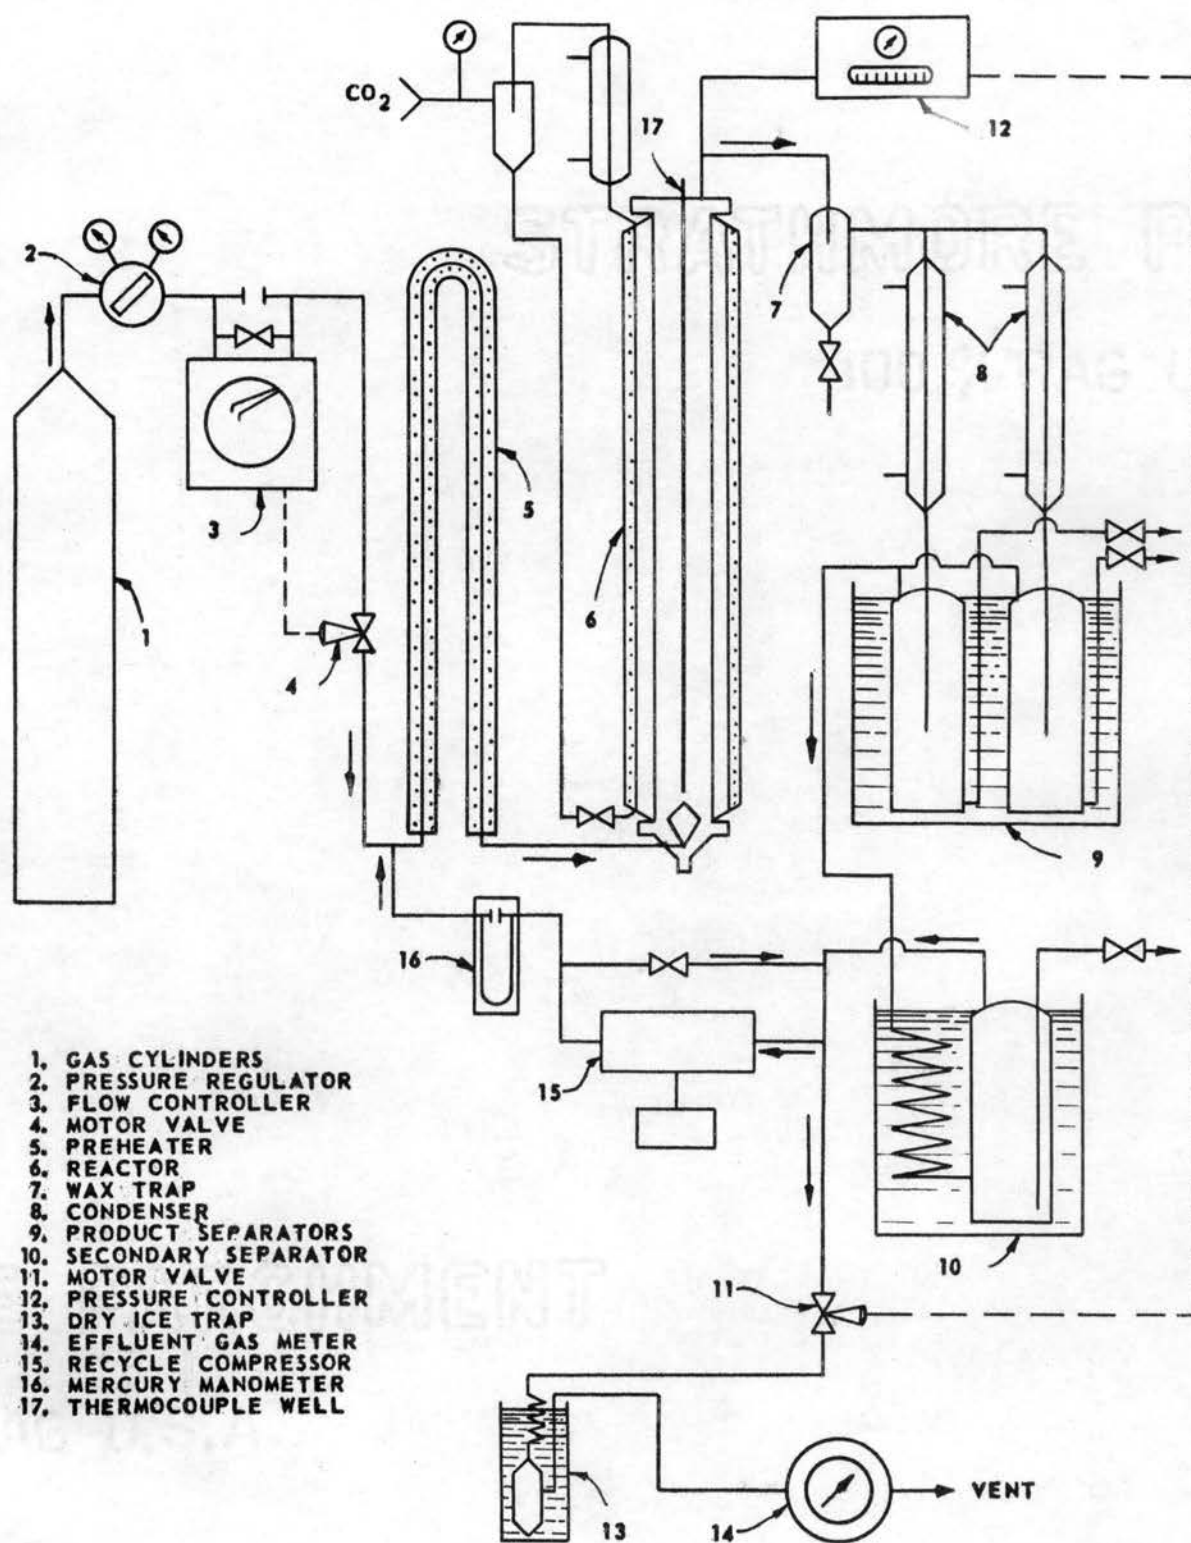 CO2
17
12
2
7
8
5
3
6
1
4
9
16
15
10
1. GAS CYLINDERS
2. PRESSURE REGULATOR
3. FLOW CONTROLLER
4. MOTOR VALVE
5. PREHEATER
6. REACTOR
7. WAX TRAP
8. CONDENSER
9. PRODUCT SEPARATORS
10. SECONDARY SEPARATOR
11. MOTOR VALVE
12. PRESSURE CONTROLLER
13. DRY ICE TRAP
14. EFFLUENT GAS METER
15. RECYCLE COMPRESSOR
16. MERCURY MANOMETER
17. THERMOCOUPLE WELL
11
VENT
13
14